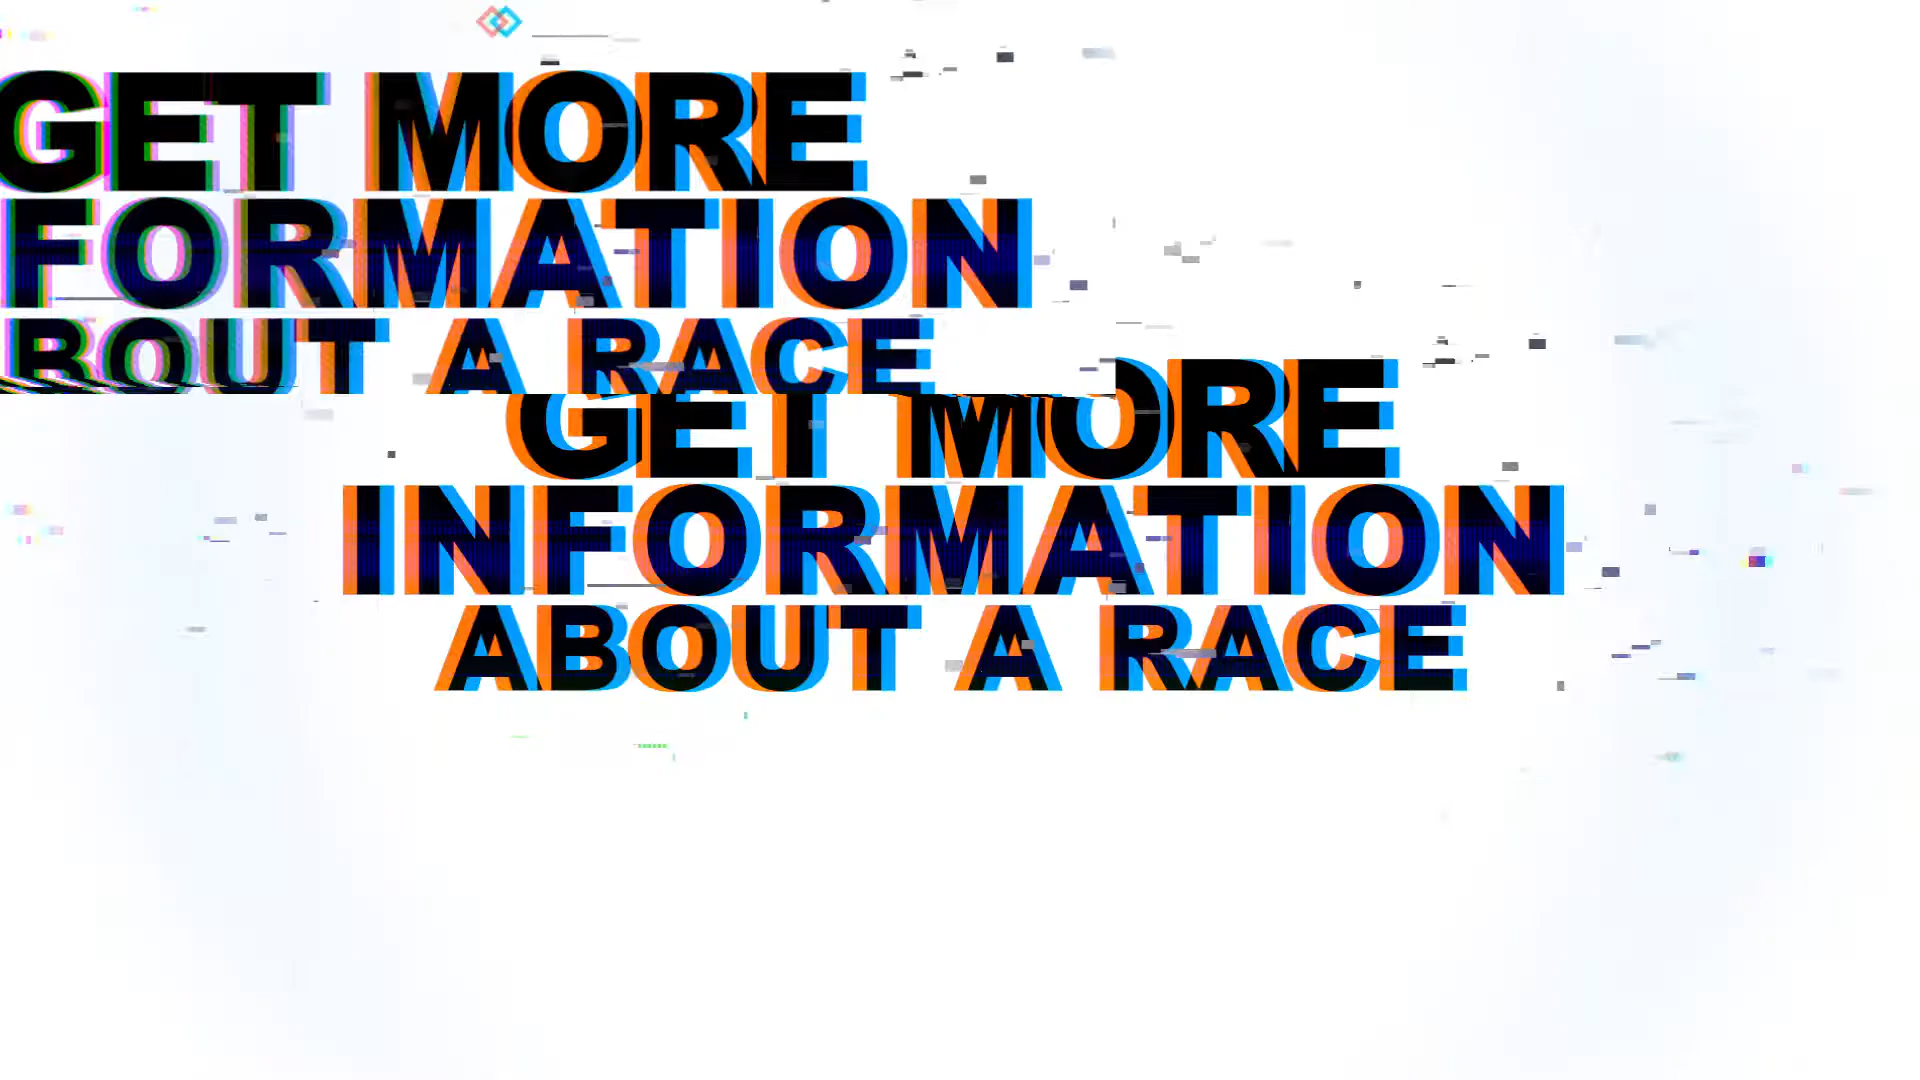 GET MORE
FORMATION
BOUT A RACE
GET MORE
INFORMATION
ABOUT A RACE